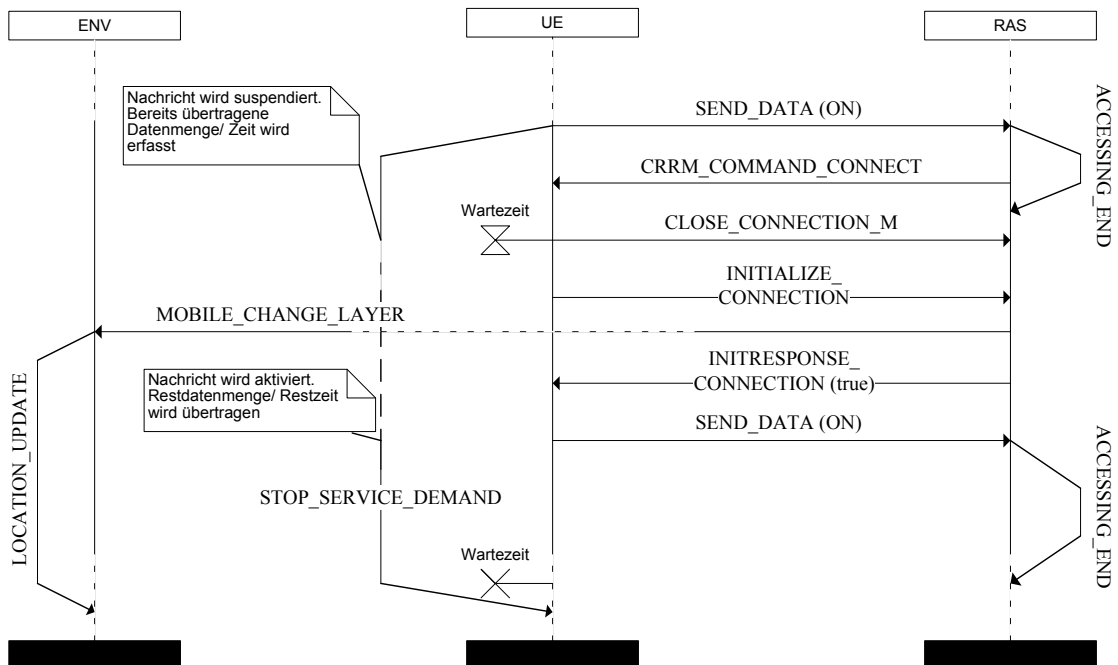 ENV
UE
RAS
Nachricht wird suspendiert.
Bereits übertragene
Datenmenge/ Zeit wird
erfasst
SEND_DATA (ON)
ACCESSING_END
CRRM_COMMAND_CONNECT
Wartezeit
CLOSE_CONNECTION_M
INITIALIZE_
CONNECTION
MOBILE_CHANGE_LAYER
LOCATION_UPDATE
INITRESPONSE_
CONNECTION (true)
Nachricht wird aktiviert.
Restdatenmenge/ Restzeit
wird übertragen
SEND_DATA (ON)
ACCESSING_END
STOP_SERVICE_DEMAND
Wartezeit